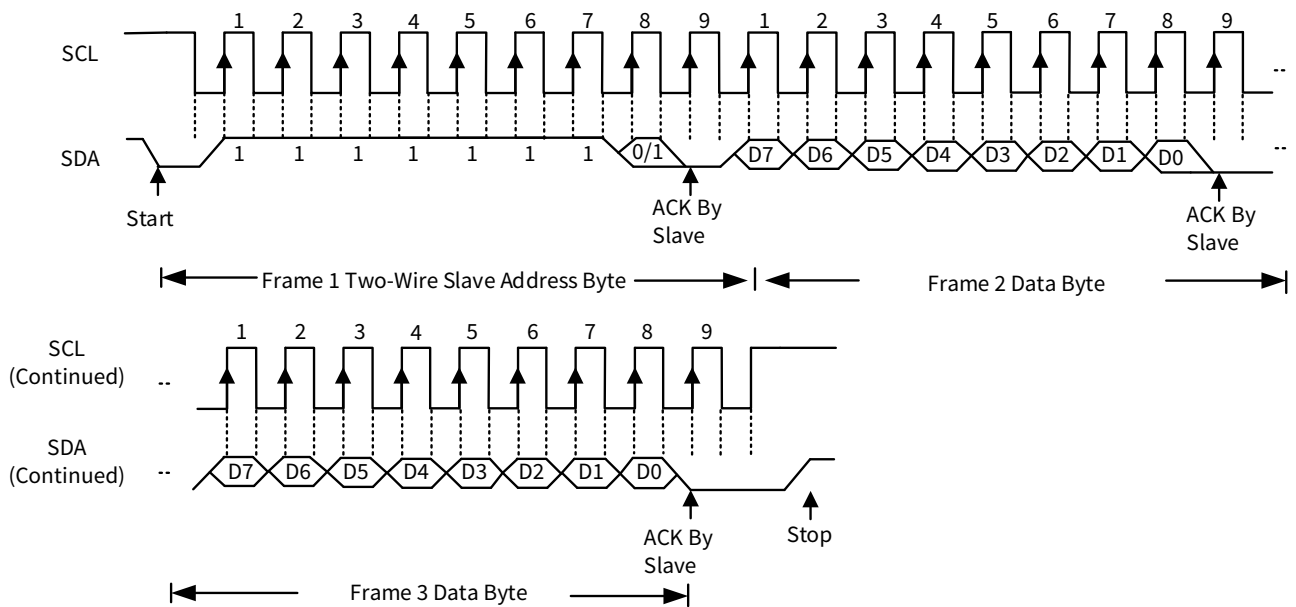 1 2 3 4 5 6 7 8 9 1 2 3 4 5 6 7 8 9
SCL
--
SDA
1 1 1 1 1 1 1 0/1 D7 D6 D5 D4 D3 D2 D1 D0
--
Start
ACK By
Slave
ACK By
Slave
Frame 1 Two-Wire Slave Address Byte
Frame 2 Data Byte
1 2 3 4 5 6 7 8 9
SCL
(Continued)
--
SDA
(Continued)
--
D7 D6 D5 D4 D3 D2 D1 D0
ACK By
Slave
Stop
Frame 3 Data Byte